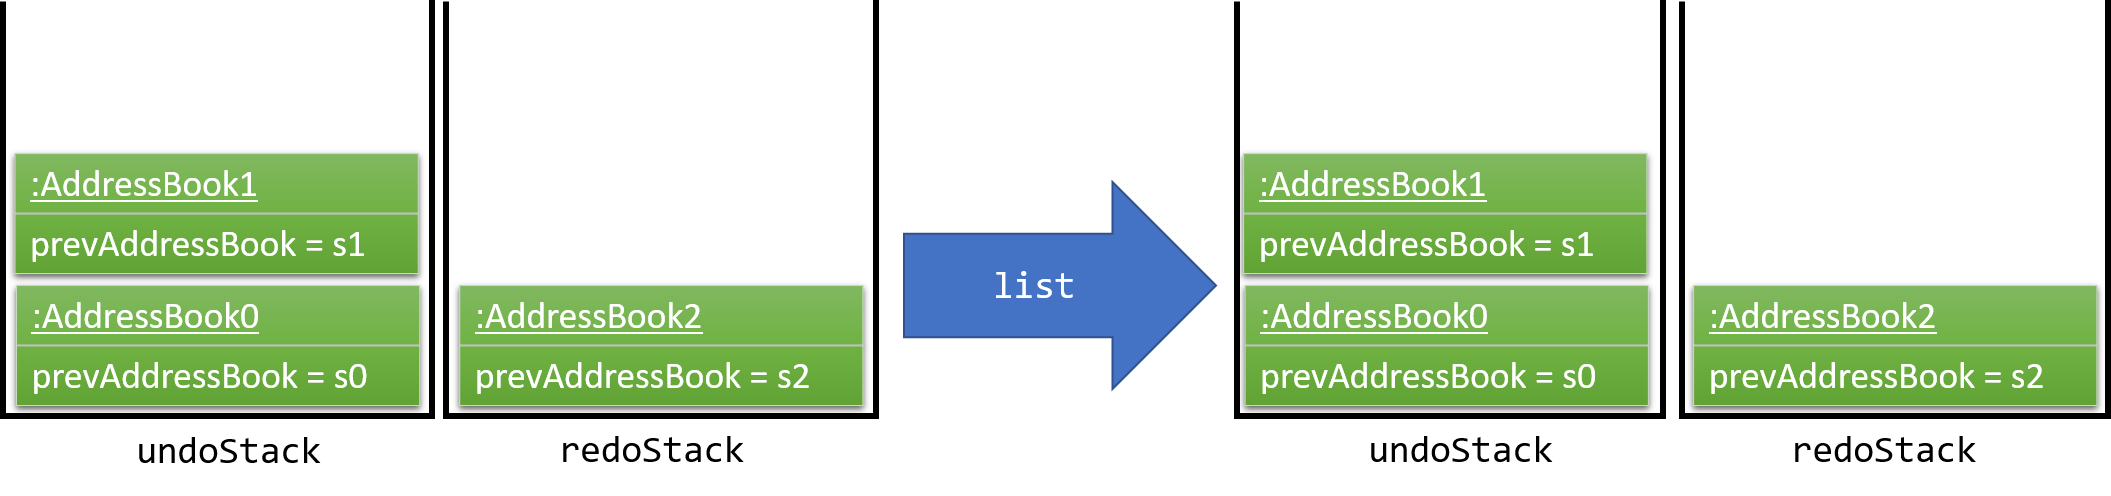 :AddressBook1
prevAddressBook = s1
:AddressBook0
prevAddressBook = s0
undoStack
:AddressBook2
prevAddressBook = s2
redoStack
list
:AddressBook1
prevAddressBook = s1
:AddressBook0
prevAddressBook = s0
undoStack
:AddressBook2
prevAddressBook = s2
redoStack